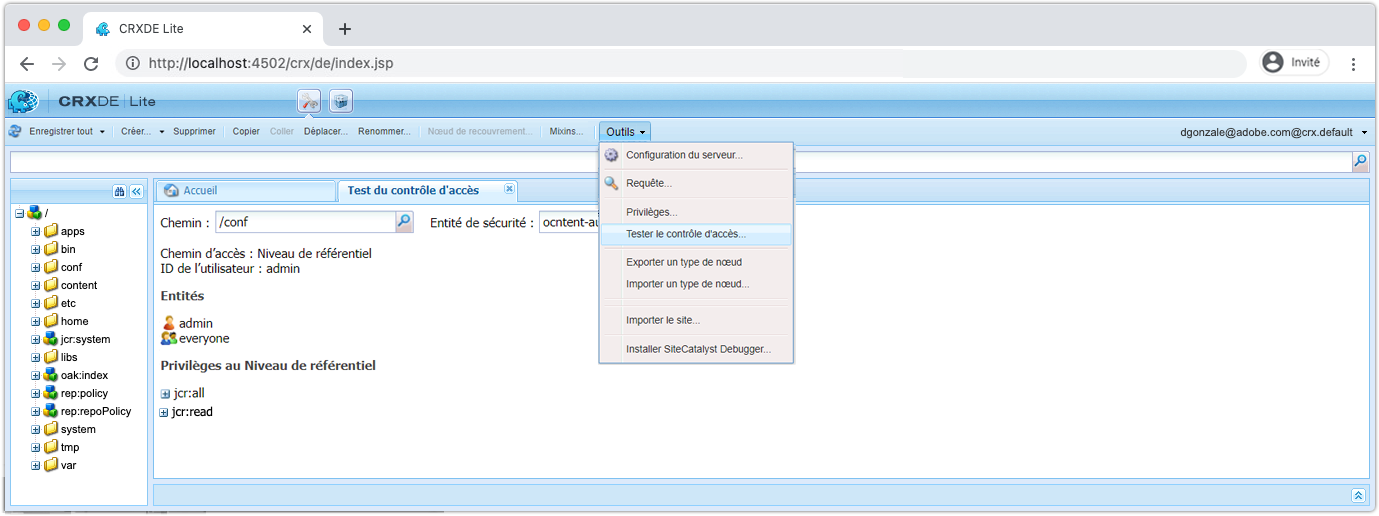 CRXDE Lite
http://localhost:4502/crx/de/index.jsp
Invité
CRXDE | Lite
Enregistrer tout Créer... Supprimer Copier Coller Déplacer... Renommer... Nœud de recouvrement... Mixins... Outils dgonzale@adobe.com@crx.default
Configuration du serveur...
Requête...
Privilèges...
Tester le contrôle d'accès...
Exporter un type de nœud
Importer un type de nœud...
Importer le site...
Installer SiteCatalyst Debugger...
/
apps
bin
conf
content
etc
home
jcr:system
libs
oak:index
rep:policy
rep:repoPolicy
system
tmp
var
Accueil Test du contrôle d'accès
Chemin : /conf Entité de sécurité : ocntent-au
Chemin d'accès : Niveau de référentiel
ID de l'utilisateur : admin
Entités
admin
everyone
Privilèges au Niveau de référentiel
jcr:all
jcr:read